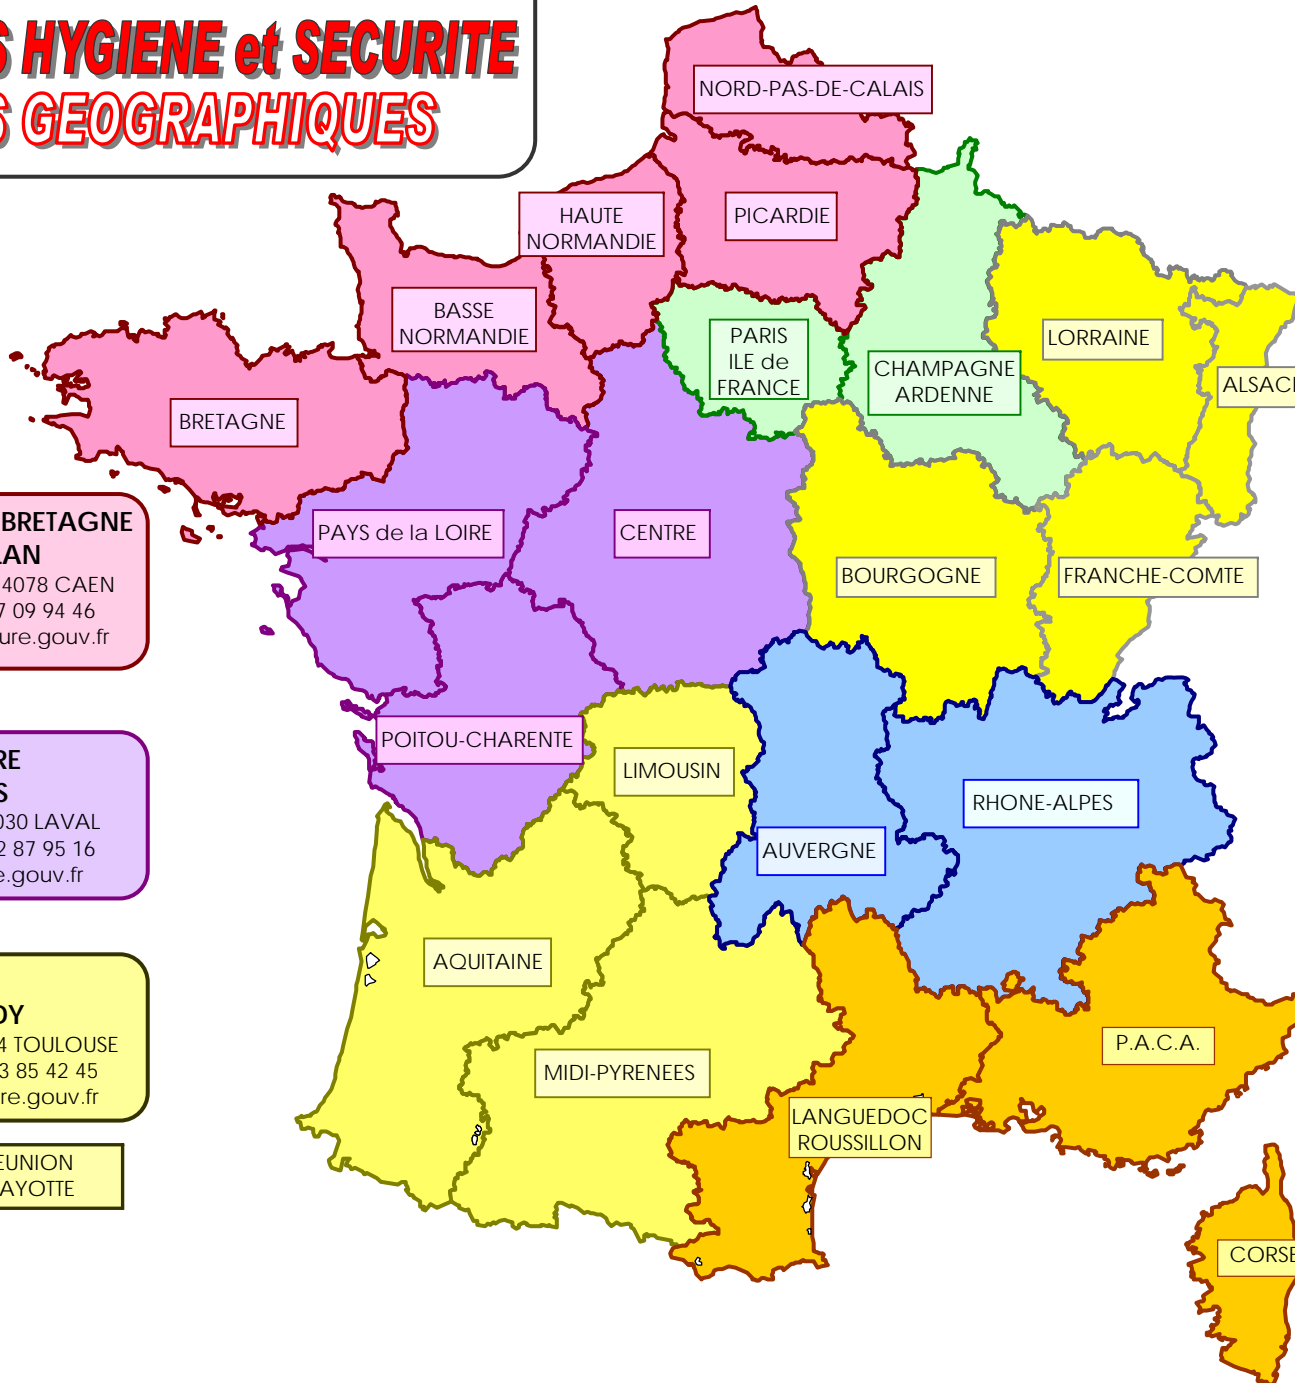 HYGIENE et SECURITE
GEOGRAPHIQUES
NORD-PAS-DE-CALAIS
HAUTE
NORMANDIE
PICARDIE
BASSE
NORMANDIE
PARIS
ILE de
FRANCE
CHAMPAGNE
ARDENNE
LORRAINE
ALSACE
BRETAGNE
PAYS de la LOIRE
CENTRE
BOURGOGNE
FRANCHE-COMTE
POITOU-CHARENTE
LIMOUSIN
AUVERGNE
RHONE-ALPES
AQUITAINE
MIDI-PYRENEES
LANGUEDOC
ROUSSILLON
P.A.C.A.
CORSE
BRETAGNE
LAN
4078 CAEN
7 09 94 46
ure.gouv.fr
RE
S
030 LAVAL
2 87 95 16
e.gouv.fr
OY
4 TOULOUSE
3 85 42 45
re.gouv.fr
EUNION
AYOTTE